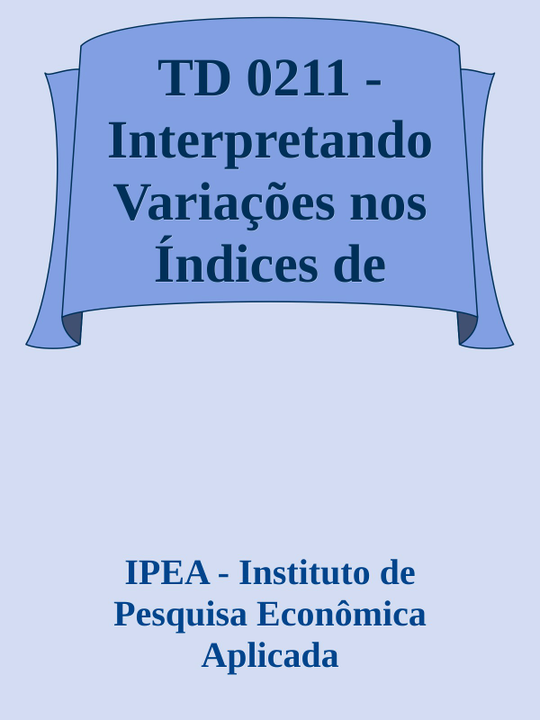 TD 0211 -
Interpretando
Variações nos
Índices de
IPEA - Instituto de
Pesquisa Econômica
Aplicada